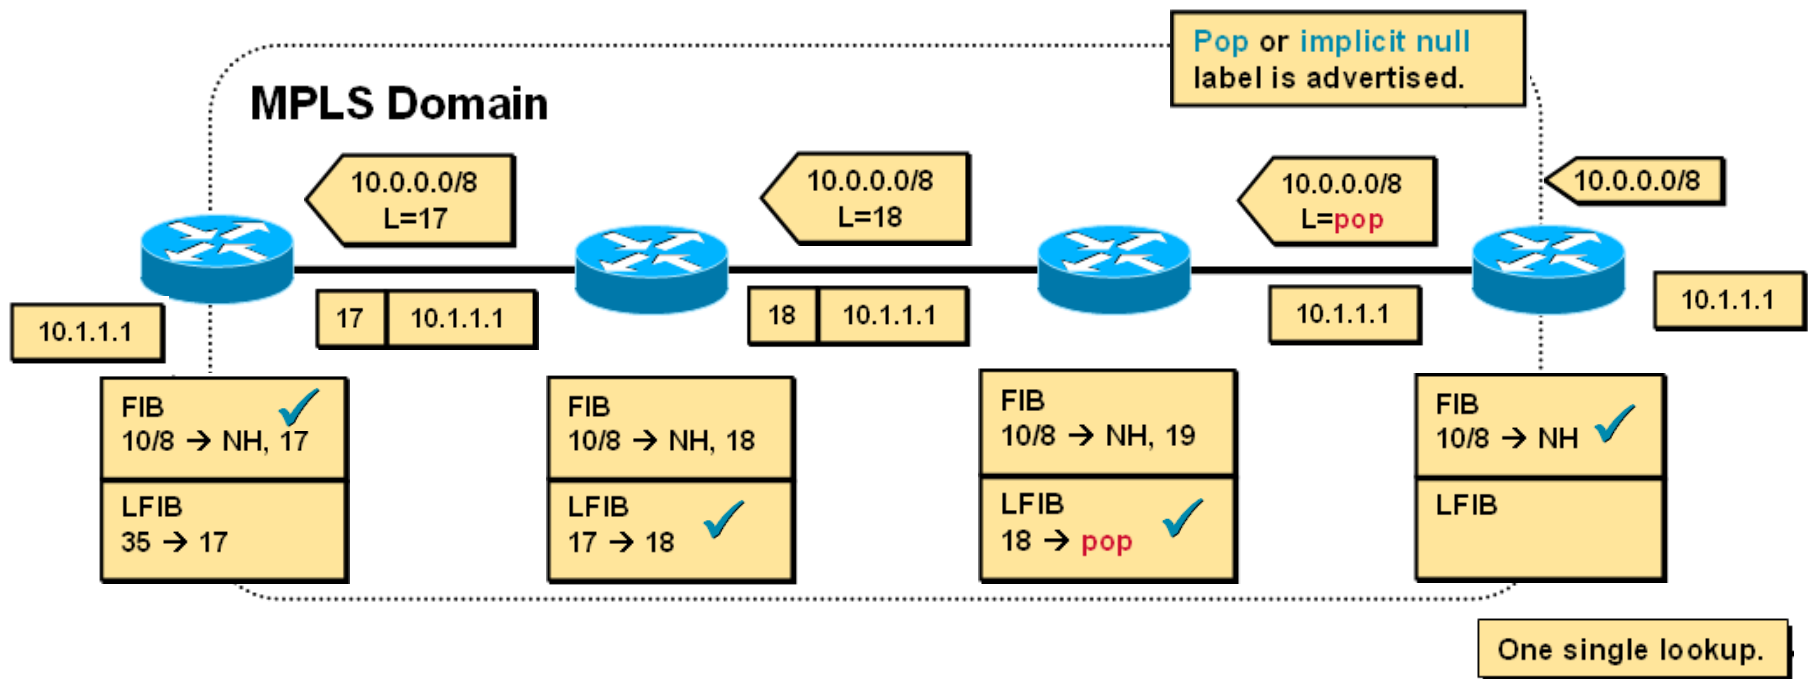 Pop or implicit null
label is advertised.
MPLS Domain
10.0.0.0/8
L=17
10.0.0.0/8
L=18
10.0.0.0/8
L=pop
10.0.0.0/8
10.1.1.1
17 10.1.1.1
18 10.1.1.1
10.1.1.1
10.1.1.1
FIB
10/8 → NH, 17
LFIB
35 → 17
FIB
10/8 → NH, 18
LFIB
17 → 18
FIB
10/8 → NH, 19
LFIB
18 → pop
FIB
10/8 → NH
LFIB
One single lookup.